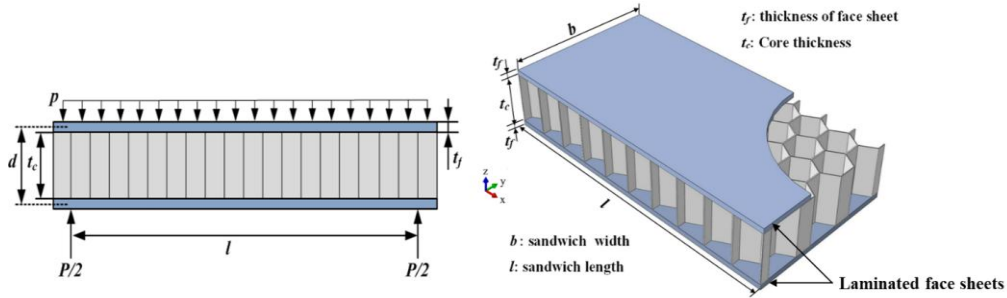 p
d
t_c
t_f
l
P/2
P/2
b
t_f
t_c
t_f
l
z
y
x
t_f: thickness of face sheet
t_c: Core thickness
b: sandwich width
l: sandwich length
Laminated face sheets